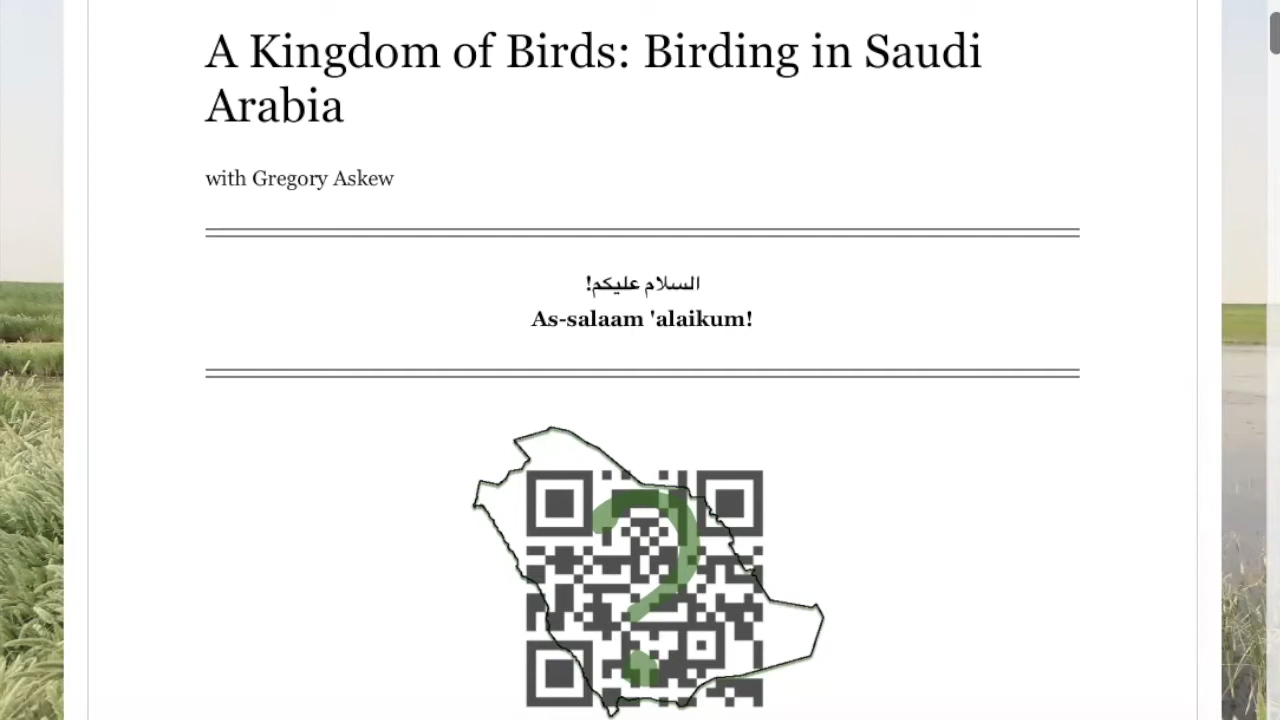 A Kingdom of Birds: Birding in Saudi
Arabia
with Gregory Askew
السلام عليكم!
As-salaam 'alaikum!
?